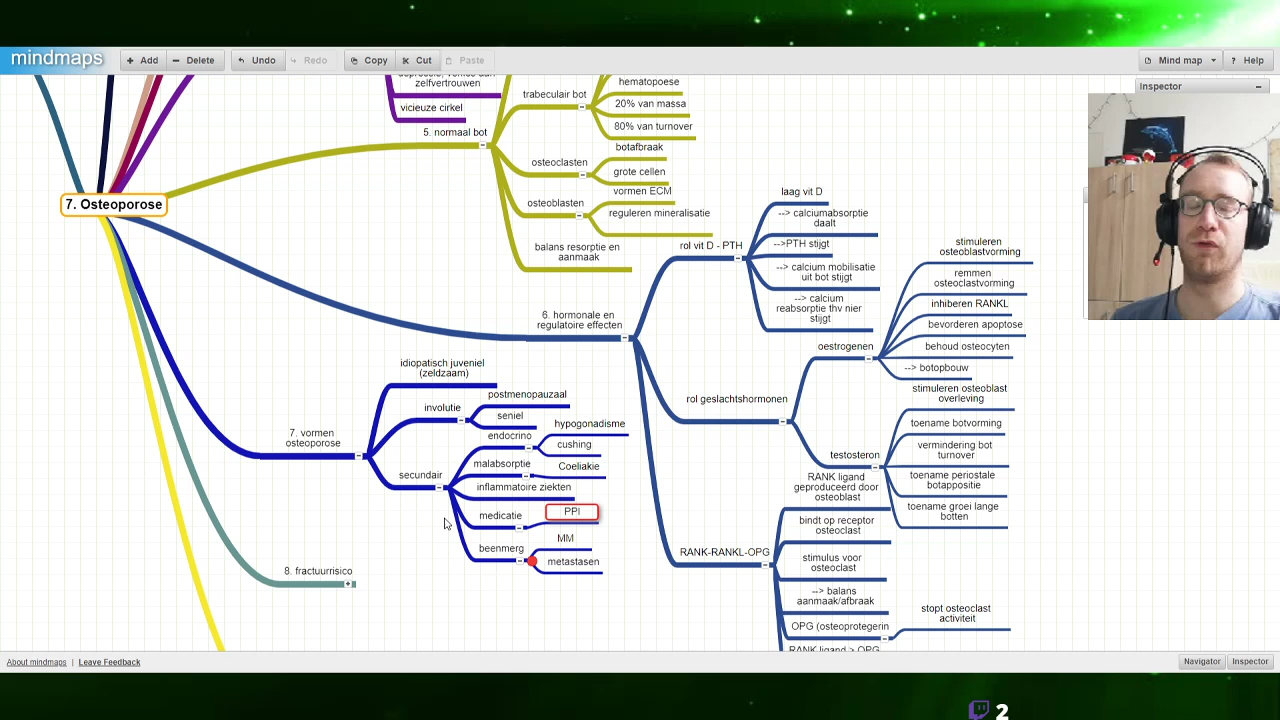 mindmaps
Add
Delete
Undo
Redo
Copy
Cut
Paste
Mind map
? Help
Inspector
zelfvertrouwen
vicieuze cirkel
7. Osteoporose
5. normaal bot
trabeculair bot
hematopoese
20% van massa
80% van turnover
osteoclasten
botafbraak
grote cellen
osteoblasten
vormen ECM
reguleren mineralisatie
balans resorptie en
aanmaak
6. hormonale en
regulatoire effecten
rol vit D - PTH
laag vit D
--> calciumabsorptie
daalt
-->PTH stijgt
--> calcium mobilisatie
uit bot stijgt
--> calcium
reabsorptie thv nier
stijgt
rol geslachtshormonen
oestrogenen
stimuleren
osteoblastvorming
remmen
osteoclastvorming
inhiberen RANKL
bevorderen apoptose
behoud osteocyten
--> botopbouw
testosteron
stimuleren osteoblast
overleving
toename botvorming
vermindering bot
turnover
toename periostale
botappositie
toename groei lange
botten
RANK-RANKL-OPG
RANK ligand
geproduceerd door
osteoblast
bindt op receptor
osteoclast
stimulus voor
osteoclast
--> balans
aanmaak/afbraak
OPG (osteoprotegerin
stopt osteoclast
activiteit
RANK ligand > OPG
7. vormen
osteoporose
idiopatisch juveniel
(zeldzaam)
involutie
postmenopauzaal
seniel
secundair
endocrino
hypogonadisme
cushing
malabsorptie
Coeliakie
inflammatoire ziekten
medicatie
PPI
beenmerg
MM
metastasen
8. fractuurrisico
About mindmaps | Leave Feedback
Navigator
Inspector
2